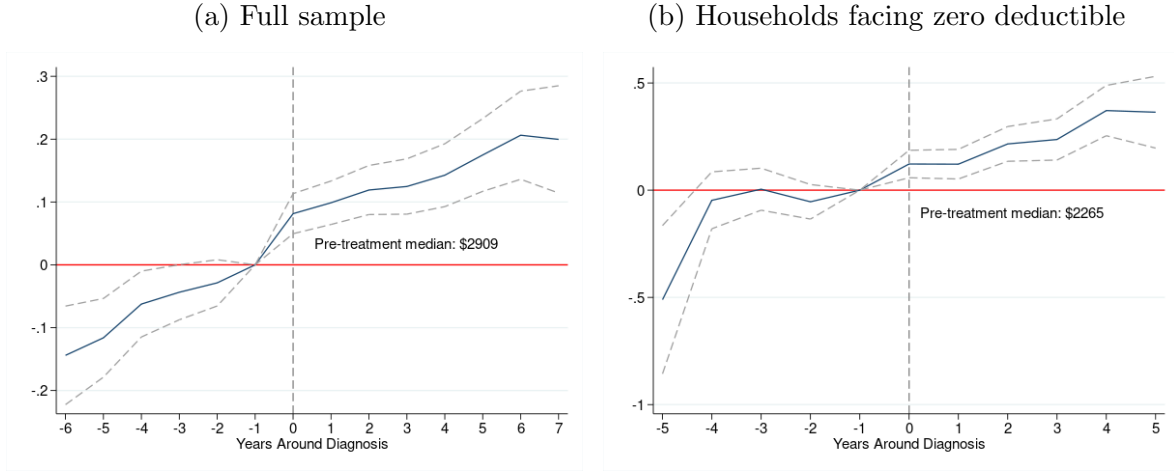 (a) Full sample
.3
.2
.1
0
-.1
-.2
Pre-treatment median: $2909
-6 -5 -4 -3 -2 -1 0 1 2 3 4 5 6 7
Years Around Diagnosis
(b) Households facing zero deductible
.5
0
-.5
-1
Pre-treatment median: $2265
-5 -4 -3 -2 -1 0 1 2 3 4 5
Years Around Diagnosis